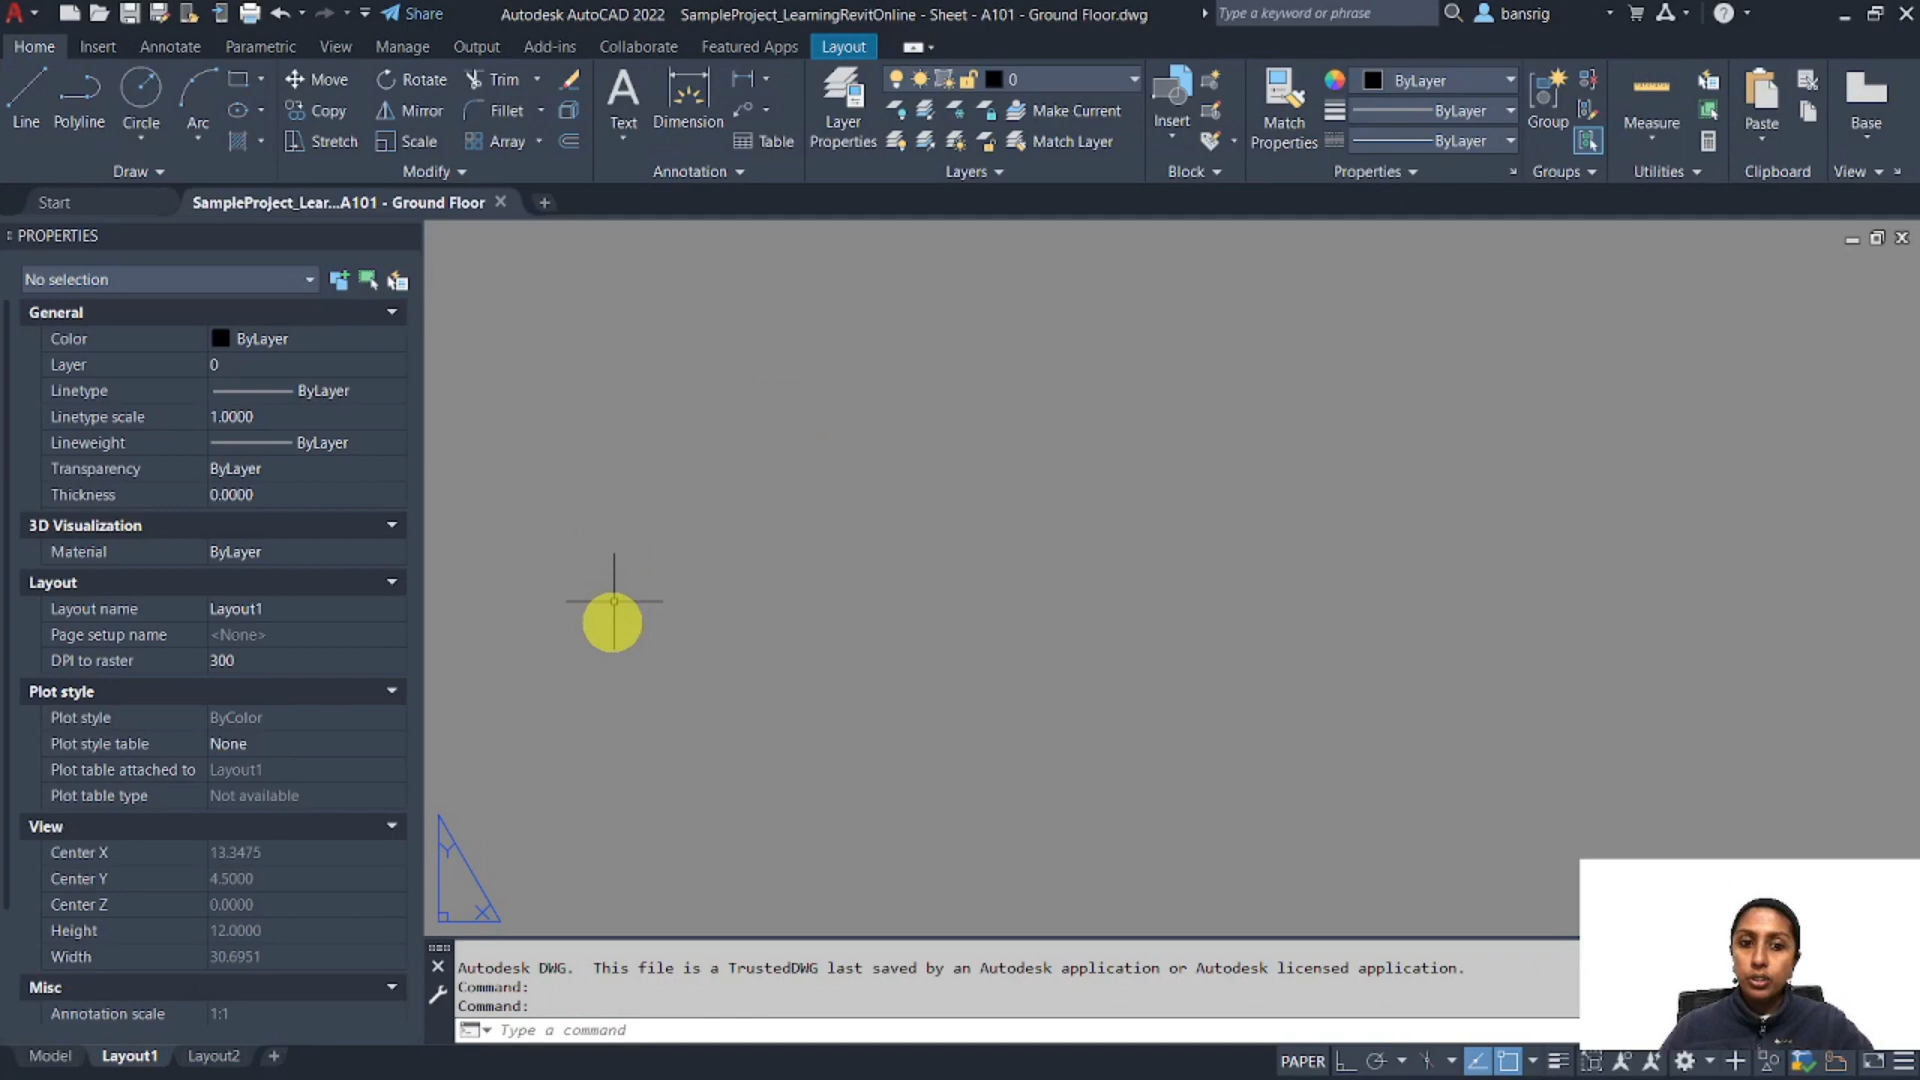 Share
Autodesk AutoCAD 2022 SampleProject_LearningRevitOnline - Sheet - A101 - Ground Floor.dwg
Type a keyword or phrase
bansrig
Home Insert Annotate Parametric View Manage Output Add-ins Collaborate Featured Apps Layout
Line Polyline Circle Arc
Move Rotate Trim
Copy Mirror Fillet
Stretch Scale Array
Text Dimension Table
Layer Properties
0
Make Current
Match Layer
Insert
Match Properties
ByLayer
ByLayer
ByLayer
Group
Measure
Paste
Base
Draw Modify Annotation Layers Block Properties Groups Utilities Clipboard View
Start
SampleProject_Lear...A101 - Ground Floor
PROPERTIES
No selection
General
Color ByLayer
Layer 0
Linetype ByLayer
Linetype scale 1.0000
Lineweight ByLayer
Transparency ByLayer
Thickness 0.0000
3D Visualization
Material ByLayer
Layout
Layout name Layout1
Page setup name <None>
DPI to raster 300
Plot style
Plot style ByColor
Plot style table None
Plot table attached to Layout1
Plot table type Not available
View
Center X 13.3475
Center Y 4.5000
Center Z 0.0000
Height 12.0000
Width 30.6951
Misc
Annotation scale 1:1
Y
X
Autodesk DWG. This file is a TrustedDWG last saved by an Autodesk application or Autodesk licensed application.
Command:
Command:
Type a command
Model Layout1 Layout2
PAPER